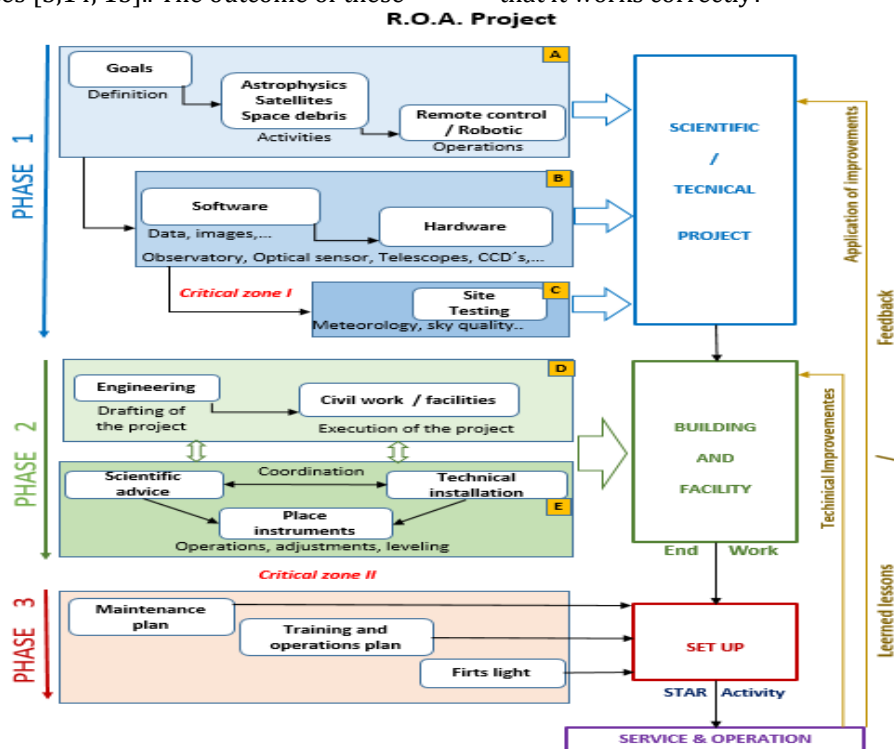 R.O.A. Project
PHASE 1
A
Goals
Definition
Astrophysics
Satellites
Space debris
Activities
Remote control
/ Robotic
Operations
B
Software
Data, images,...
Hardware
Observatory, Optical sensor, Telescopes, CCD´s,...
Critical zone I
C
Site
Testing
Meteorology, sky quality..
SCIENTIFIC
/
TECNICAL
PROJECT
PHASE 2
D
Engineering
Drafting of
the project
Civil work / facilities
Execution of the project
Scientific
advice
Coordination
Technical
installation
E
Place
instruments
Operations, adjustments, leveling
BUILDING
AND
FACILITY
End Work
Critical zone II
PHASE 3
Maintenance
plan
Training and
operations plan
Firts light
SET UP
STAR Activity
SERVICE & OPERATION
Application of improvements
Techinical Improvementes
Feedback
/
Leerned lessons